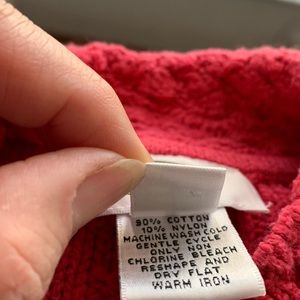 90% COTTON
10% NYLON
MACHINE WASH COLD
GENTLE CYCLE
ONLY NON
CHLORINE BLEACH
RESHAPE AND
DRY FLAT
WARM IRON